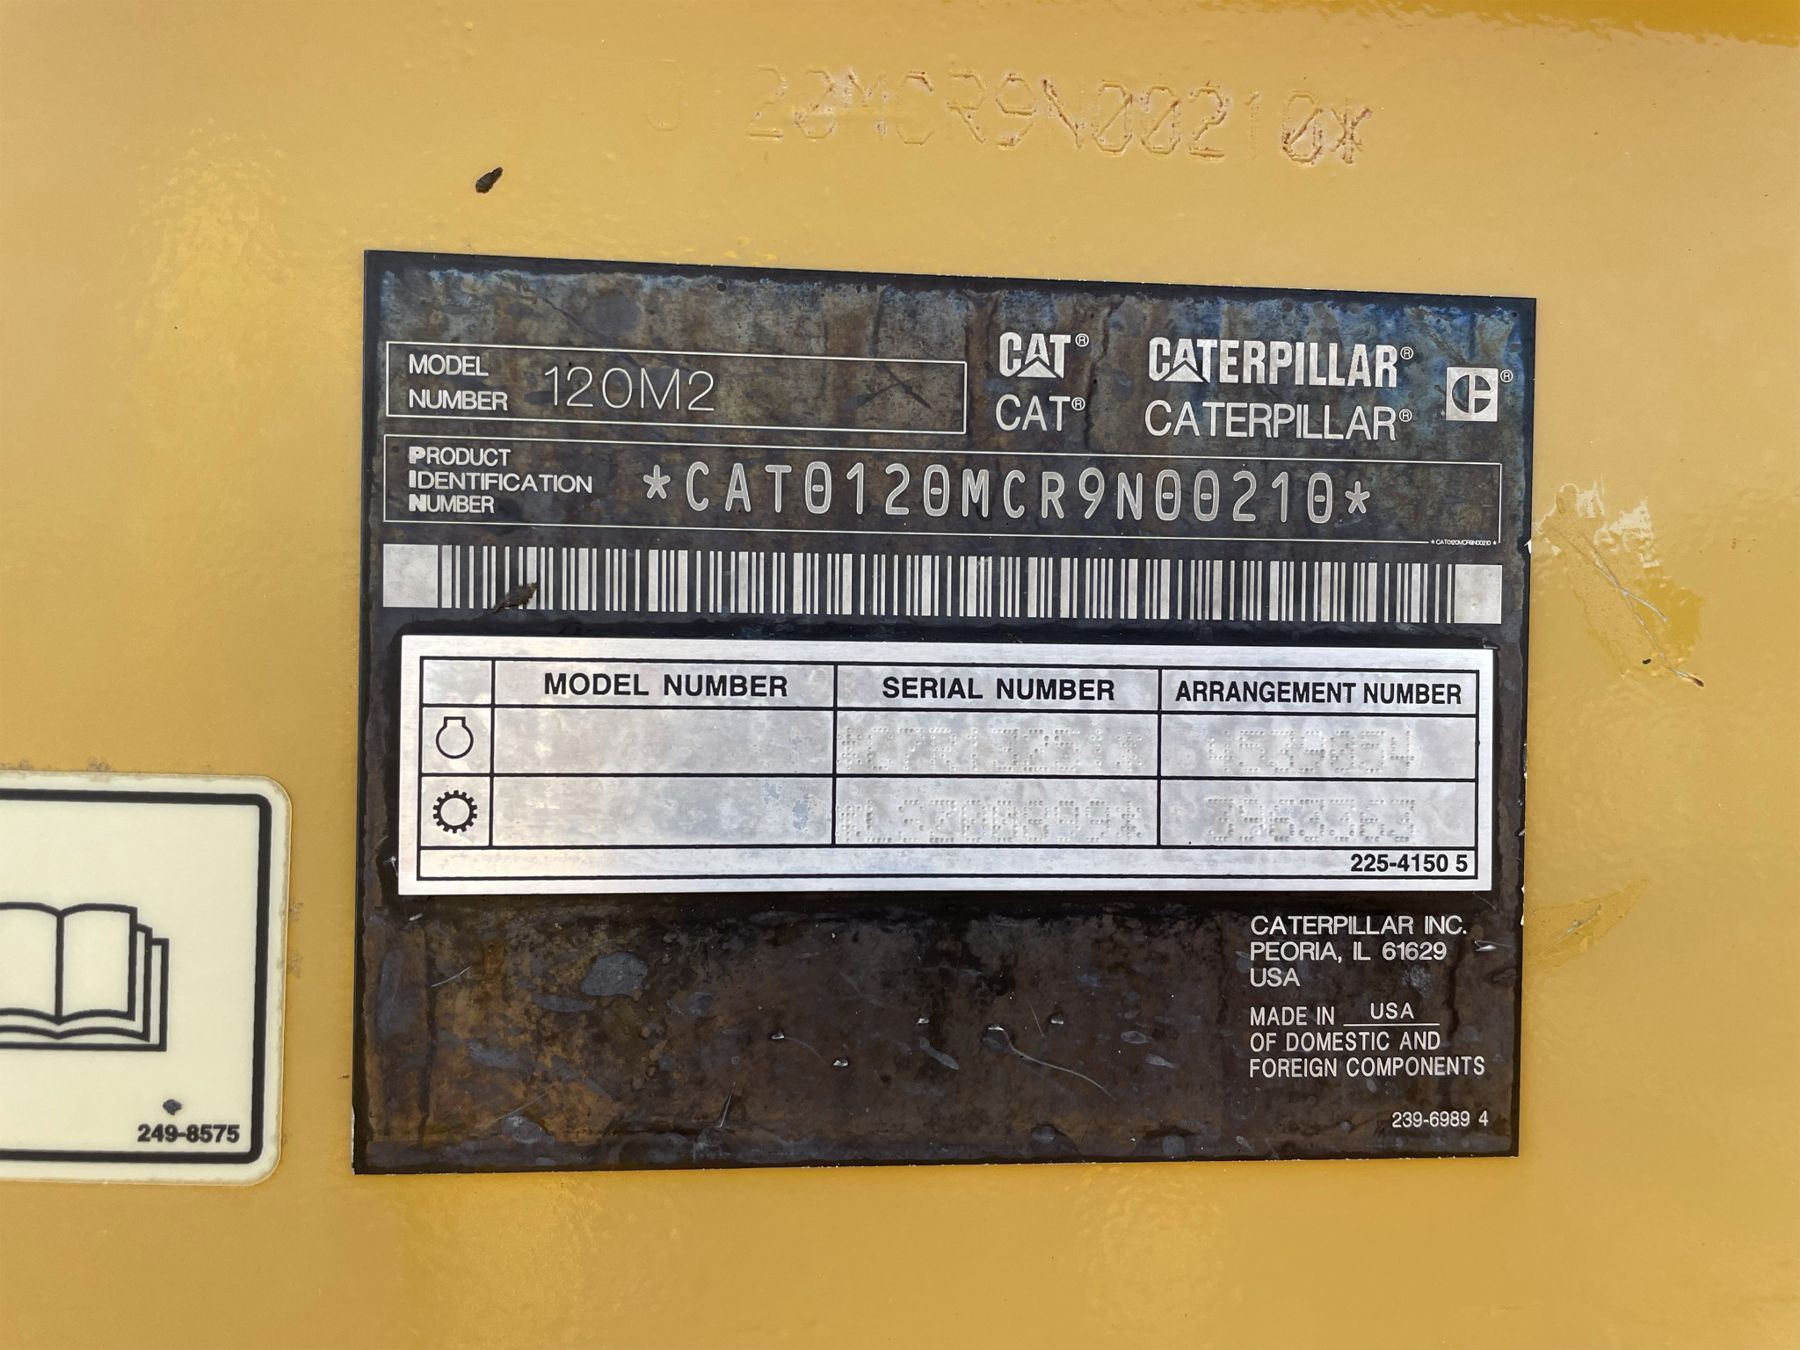 20MCR9N00210*
MODEL NUMBER 120M2
CAT® CATERPILLAR®
CAT® CATERPILLAR®
PRODUCT IDENTIFICATION NUMBER *CAT0120MCR9N00210*
*CAT0120MCR9N00210*
MODEL NUMBER SERIAL NUMBER ARRANGEMENT NUMBER
225-4150 5
CATERPILLAR INC.
PEORIA, IL 61629
USA
MADE IN USA
OF DOMESTIC AND
FOREIGN COMPONENTS
239-6989 4
249-8575